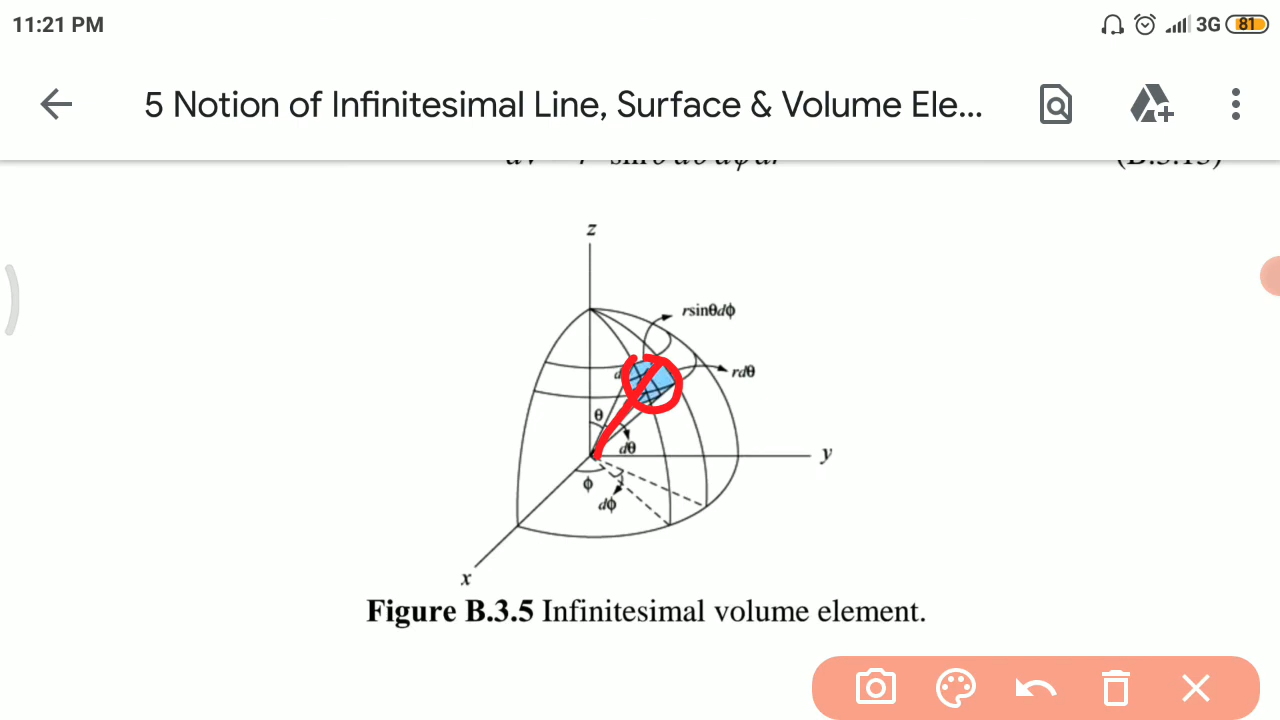 11:21 PM 3G 81
5 Notion of Infinitesimal Line, Surface & Volume Ele...
z
rsinθdϕ
d
rdθ
θ
dθ
y
ϕ
dϕ
x
Figure B.3.5 Infinitesimal volume element.